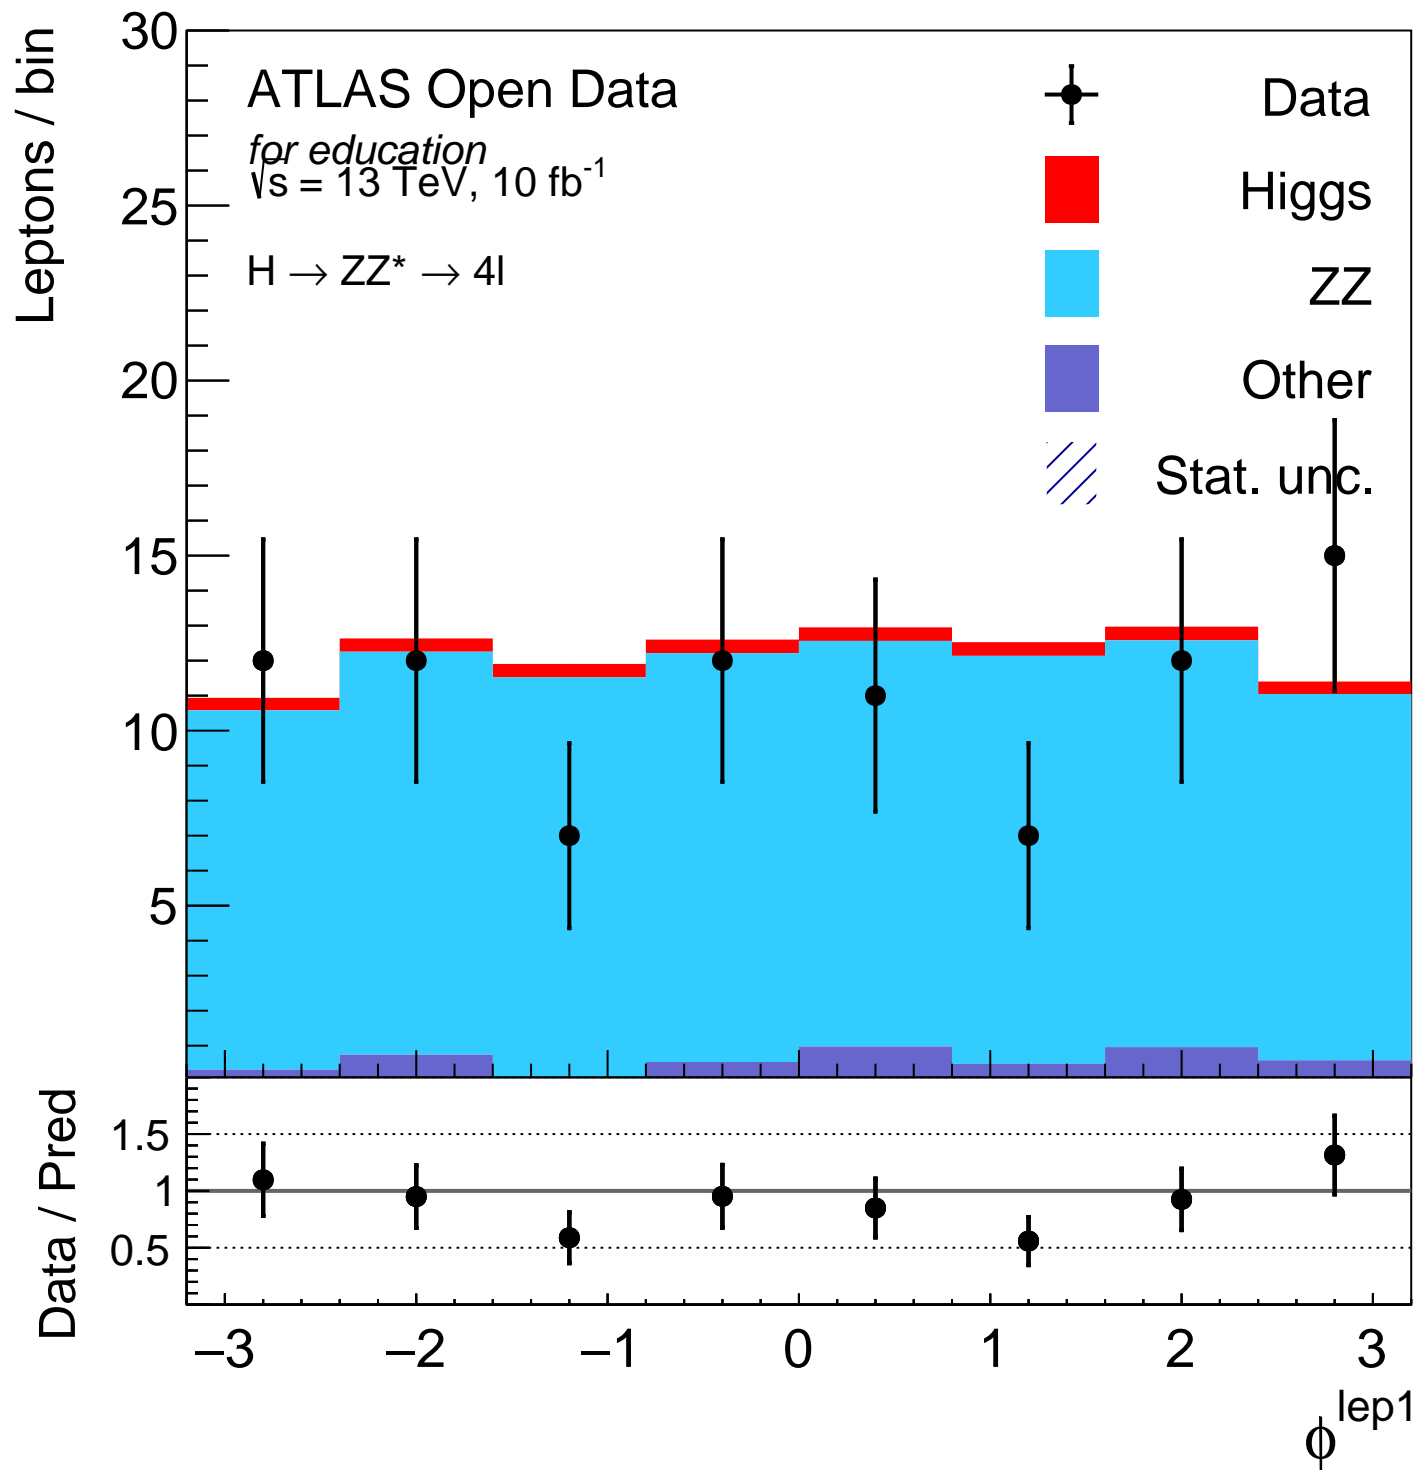 Leptons / bin
30
25
20
15
10
5
ATLAS Open Data
for education
√s = 13 TeV, 10 fb⁻¹
H → ZZ* → 4l
Data
Higgs
ZZ
Other
Stat. unc.
Data / Pred
1.5
1
0.5
−3 −2 −1 0 1 2 3
ϕ^lep1